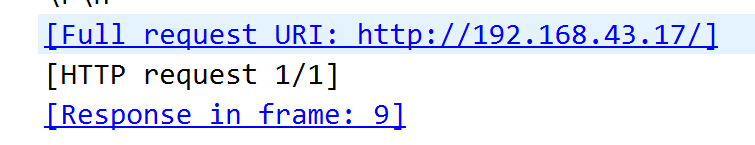 [Full request URI: http://192.168.43.17/]
[HTTP request 1/1]
[Response in frame: 9]